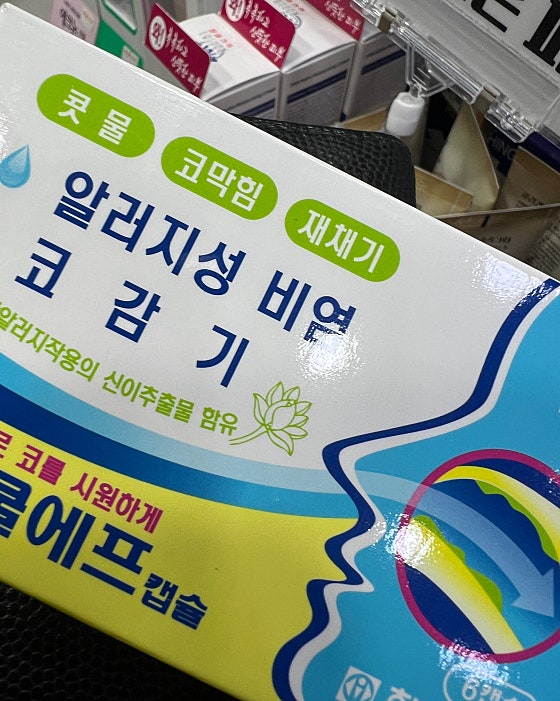 콧 물
코막힘
재채기
알러지성 비염
코 감 기
알러지작용의 신이추출물 함유
코를 시원하게
쿨에프캡슐